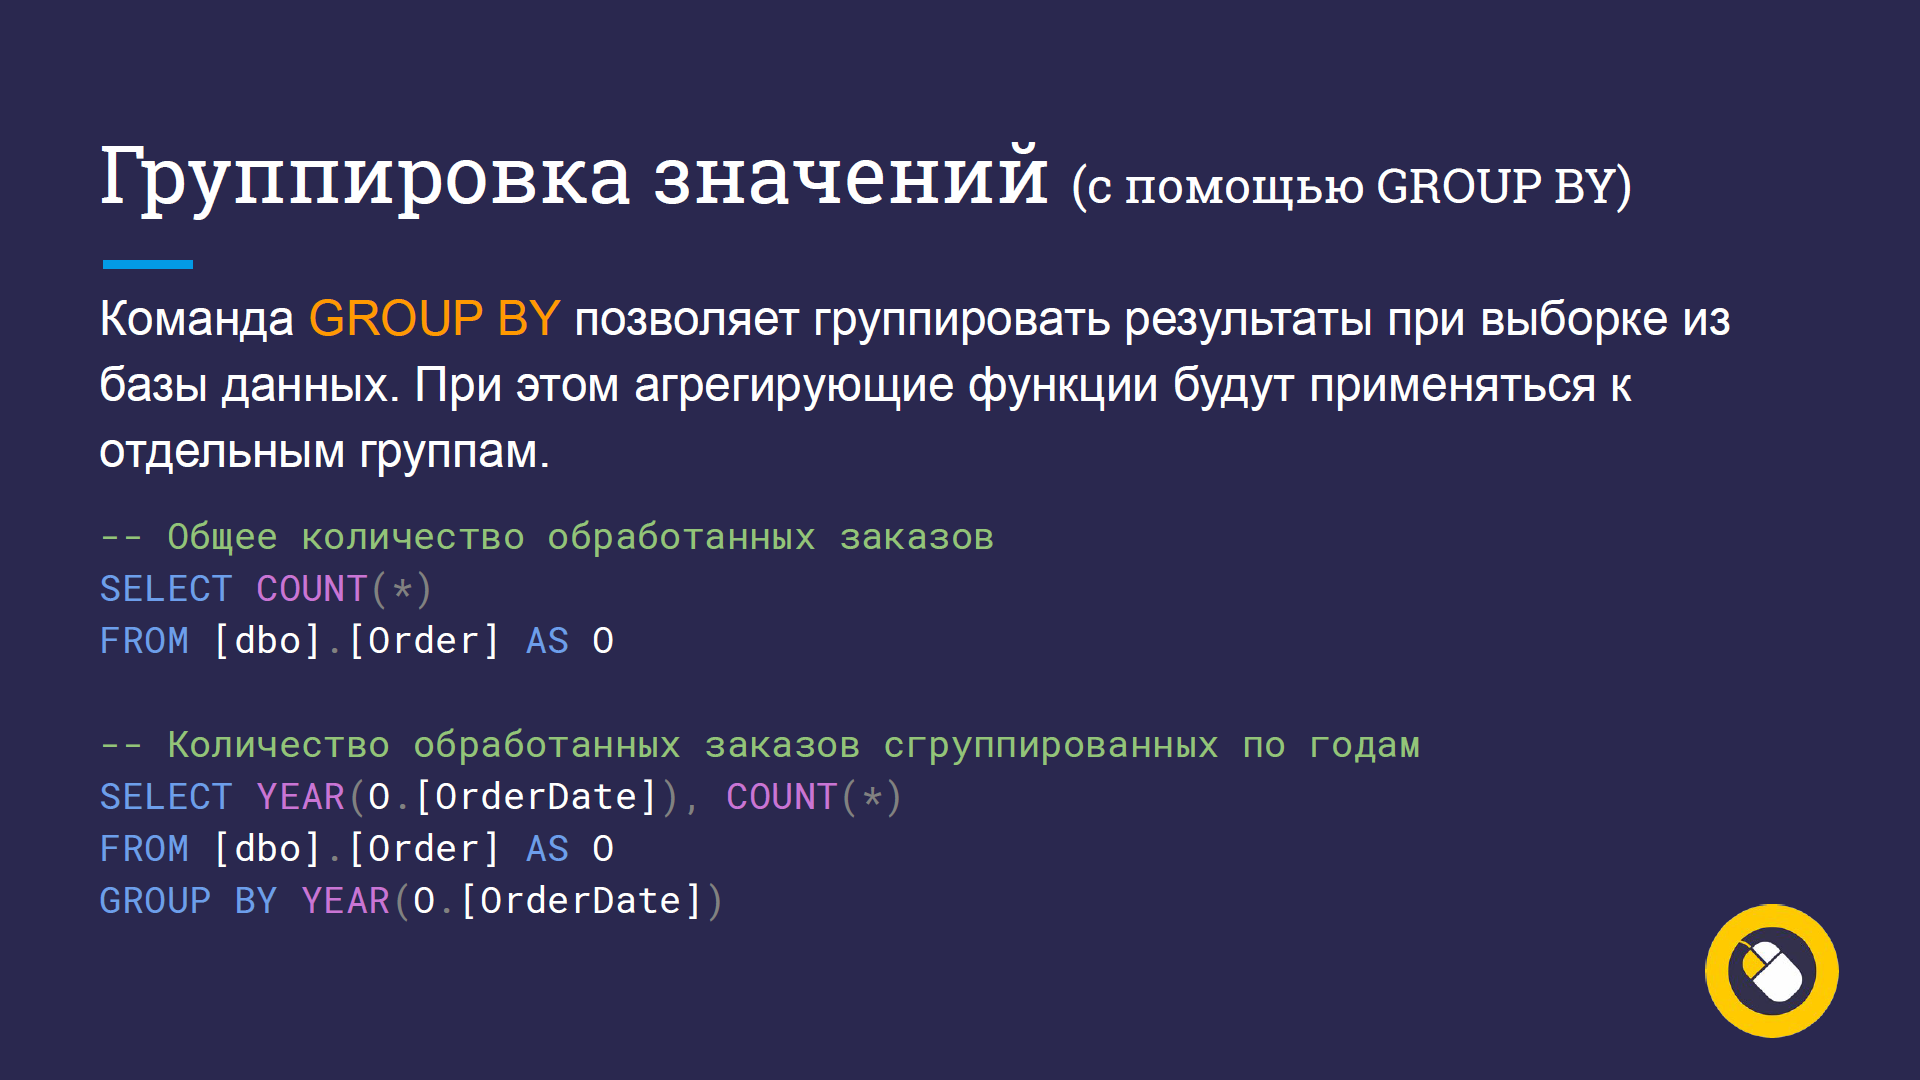 Группировка значений (с помощью GROUP BY)
Команда GROUP BY позволяет группировать результаты при выборке из
базы данных. При этом агрегирующие функции будут применяться к
отдельным группам.
-- Общее количество обработанных заказов
SELECT COUNT(*)
FROM [dbo].[Order] AS O
-- Количество обработанных заказов сгруппированных по годам
SELECT YEAR(O.[OrderDate]), COUNT(*)
FROM [dbo].[Order] AS O
GROUP BY YEAR(O.[OrderDate])